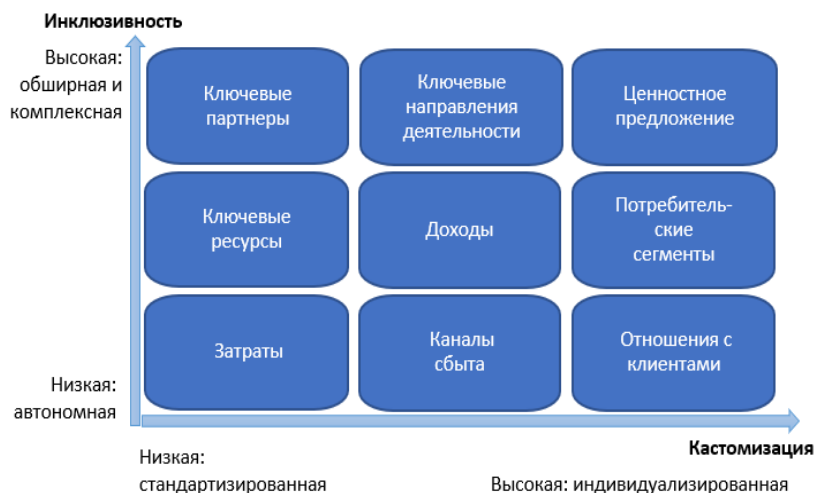 Инклюзивность
Высокая:
обширная и
комплексная
Ключевые
партнеры
Ключевые
направления
деятельности
Ценностное
предложение
Ключевые
ресурсы
Доходы
Потребитель-
ские
сегменты
Затраты
Каналы
сбыта
Отношения с
клиентами
Низкая:
автономная
Кастомизация
Низкая:
стандартизированная
Высокая: индивидуализированная